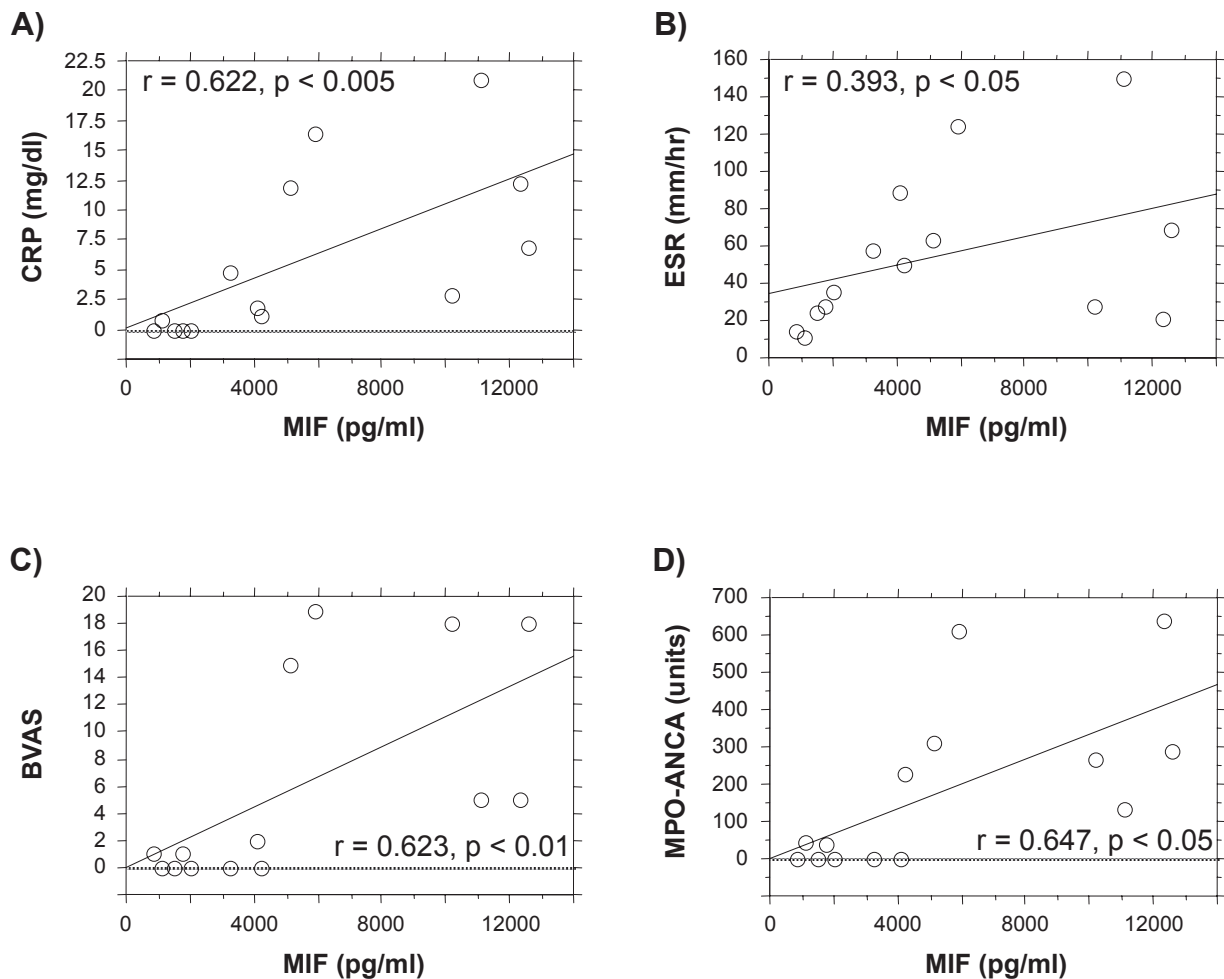 A)
r = 0.622, p < 0.005
CRP (mg/dl)
22.5
20
17.5
15
12.5
10
7.5
5
2.5
0
0 4000 8000 12000
MIF (pg/ml)
B)
r = 0.393, p < 0.05
ESR (mm/hr)
160
140
120
100
80
60
40
20
0
0 4000 8000 12000
MIF (pg/ml)
C)
BVAS
20
18
16
14
12
10
8
6
4
2
0
r = 0.623, p < 0.01
0 4000 8000 12000
MIF (pg/ml)
D)
MPO-ANCA (units)
700
600
500
400
300
200
100
0
-100
r = 0.647, p < 0.05
0 4000 8000 12000
MIF (pg/ml)